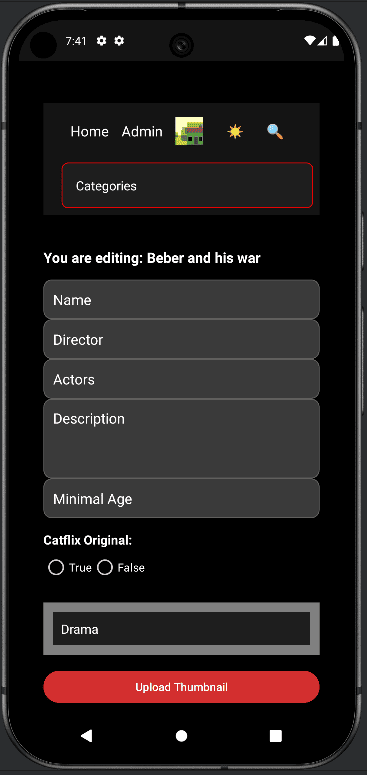 7:41
Home Admin
Categories
You are editing: Beber and his war
Name
Director
Actors
Description
Minimal Age
Catflix Original:
True False
Drama
Upload Thumbnail